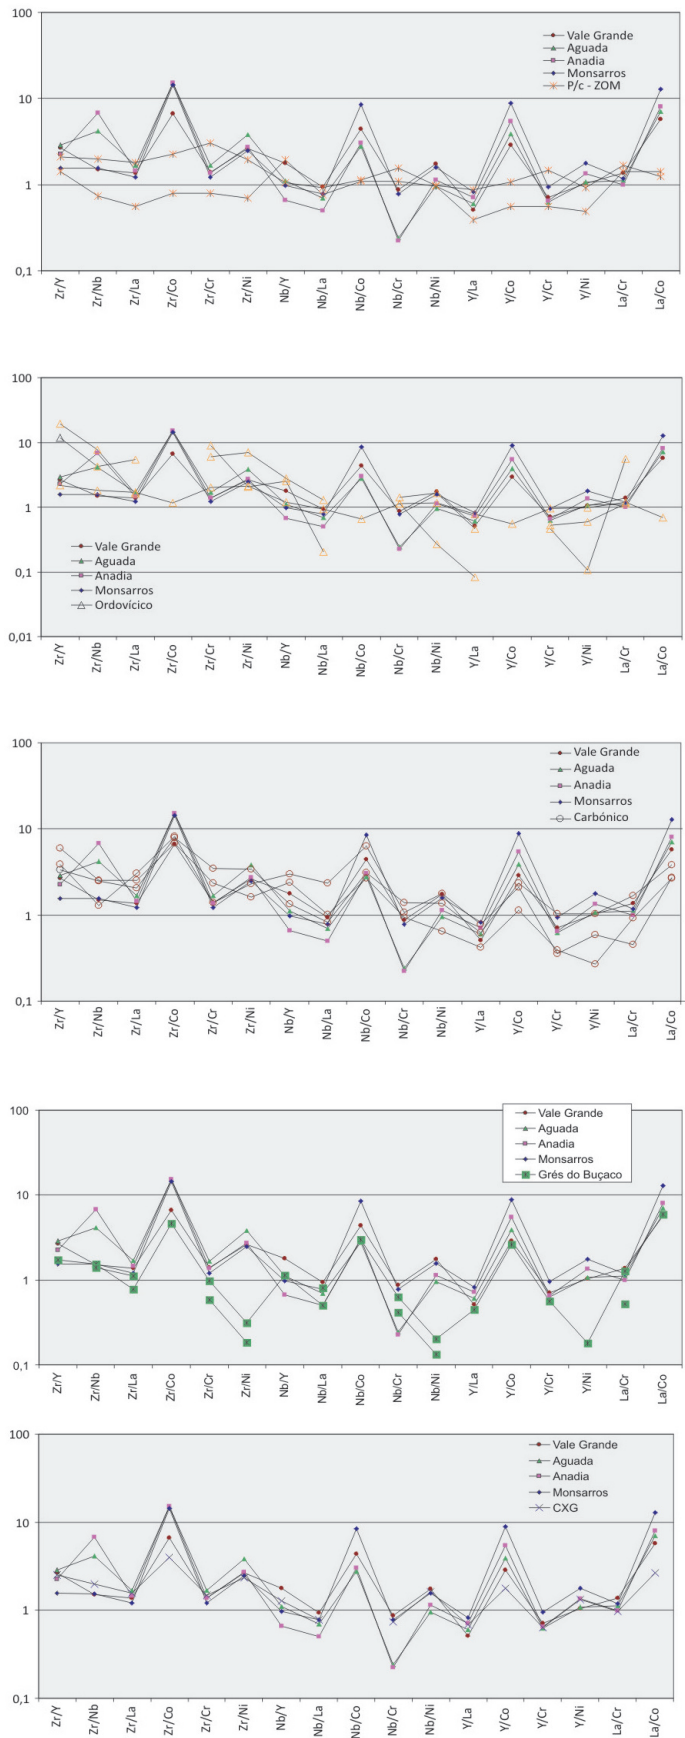 100
10
1
0,1
Vale Grande
Aguada
Anadia
Monsarros
P/c - ZOM
Zr/Y
Zr/Nb
Zr/La
Zr/Co
Zr/Cr
Zr/Ni
Nb/Y
Nb/La
Nb/Co
Nb/Cr
Nb/Ni
Y/La
Y/Co
Y/Cr
Y/Ni
La/Cr
La/Co
100
10
1
0,1
0,01
Vale Grande
Aguada
Anadia
Monsarros
Ordovícico
Zr/Y
Zr/Nb
Zr/La
Zr/Co
Zr/Cr
Zr/Ni
Nb/Y
Nb/La
Nb/Co
Nb/Cr
Nb/Ni
Y/La
Y/Co
Y/Cr
Y/Ni
La/Cr
La/Co
100
10
1
0,1
Vale Grande
Aguada
Anadia
Monsarros
Carbónico
Zr/Y
Zr/Nb
Zr/La
Zr/Co
Zr/Cr
Zr/Ni
Nb/Y
Nb/La
Nb/Co
Nb/Cr
Nb/Ni
Y/La
Y/Co
Y/Cr
Y/Ni
La/Cr
La/Co
100
10
1
0,1
Vale Grande
Aguada
Anadia
Monsarros
Grés do Buçaco
Zr/Y
Zr/Nb
Zr/La
Zr/Co
Zr/Cr
Zr/Ni
Nb/Y
Nb/La
Nb/Co
Nb/Cr
Nb/Ni
Y/La
Y/Co
Y/Cr
Y/Ni
La/Cr
La/Co
100
10
1
0,1
Vale Grande
Aguada
Anadia
Monsarros
CXG
Zr/Y
Zr/Nb
Zr/La
Zr/Co
Zr/Cr
Zr/Ni
Nb/Y
Nb/La
Nb/Co
Nb/Cr
Nb/Ni
Y/La
Y/Co
Y/Cr
Y/Ni
La/Cr
La/Co